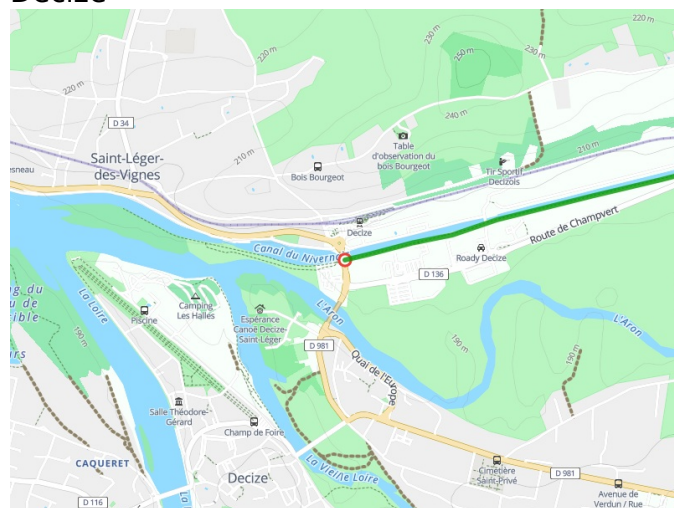 Decize
220 m
230 m
230 m
250 m
220 m
220 m
D 34
240 m
Table
d'observation du
bois Bourgeot
210 m
210 m
Saint-Léger-
des-Vignes
Bois Bourgeot
Tir Sportif
Decizois
esneau
Decize
Route de Champvert
Canal du Niverna
Roady Decize
D 136
La Loire
Camping
Les Halles
Piscine
L'Aron
Espérance
Canoë Decize-
Saint-Léger
L'Aron
190 m
D 981
Quai de l'Europe
190 m
Salle Théodore-
Gérard
Champ de Foire
CAQUERET
Decize
La Vieille Loire
Cimetière
Saint-Privé
D 981
D 116
La L
Avenue de
Verdun / Rue